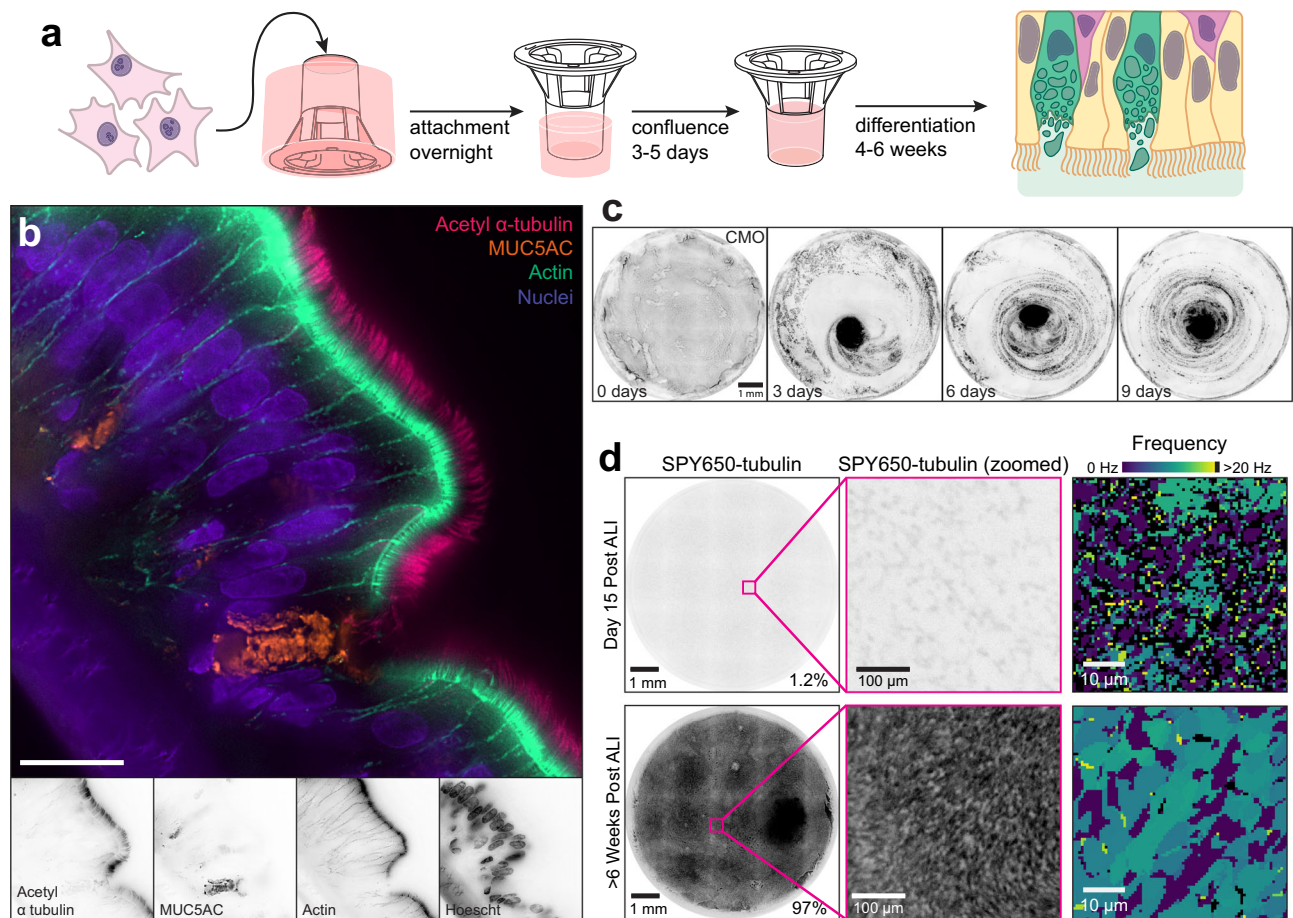 a
attachment
overnight
confluence
3-5 days
differentiation
4-6 weeks
b
Acetyl α-tubulin
MUC5AC
Actin
Nuclei
Acetyl
α tubulin
MUC5AC
Actin
Hoescht
c
CMO
0 days
1 mm
3 days
6 days
9 days
d
SPY650-tubulin
SPY650-tubulin (zoomed)
Frequency
0 Hz
>20 Hz
Day 15 Post ALI
1 mm
1.2%
100 µm
10 µm
>6 Weeks Post ALI
1 mm
97%
100 µm
10 µm